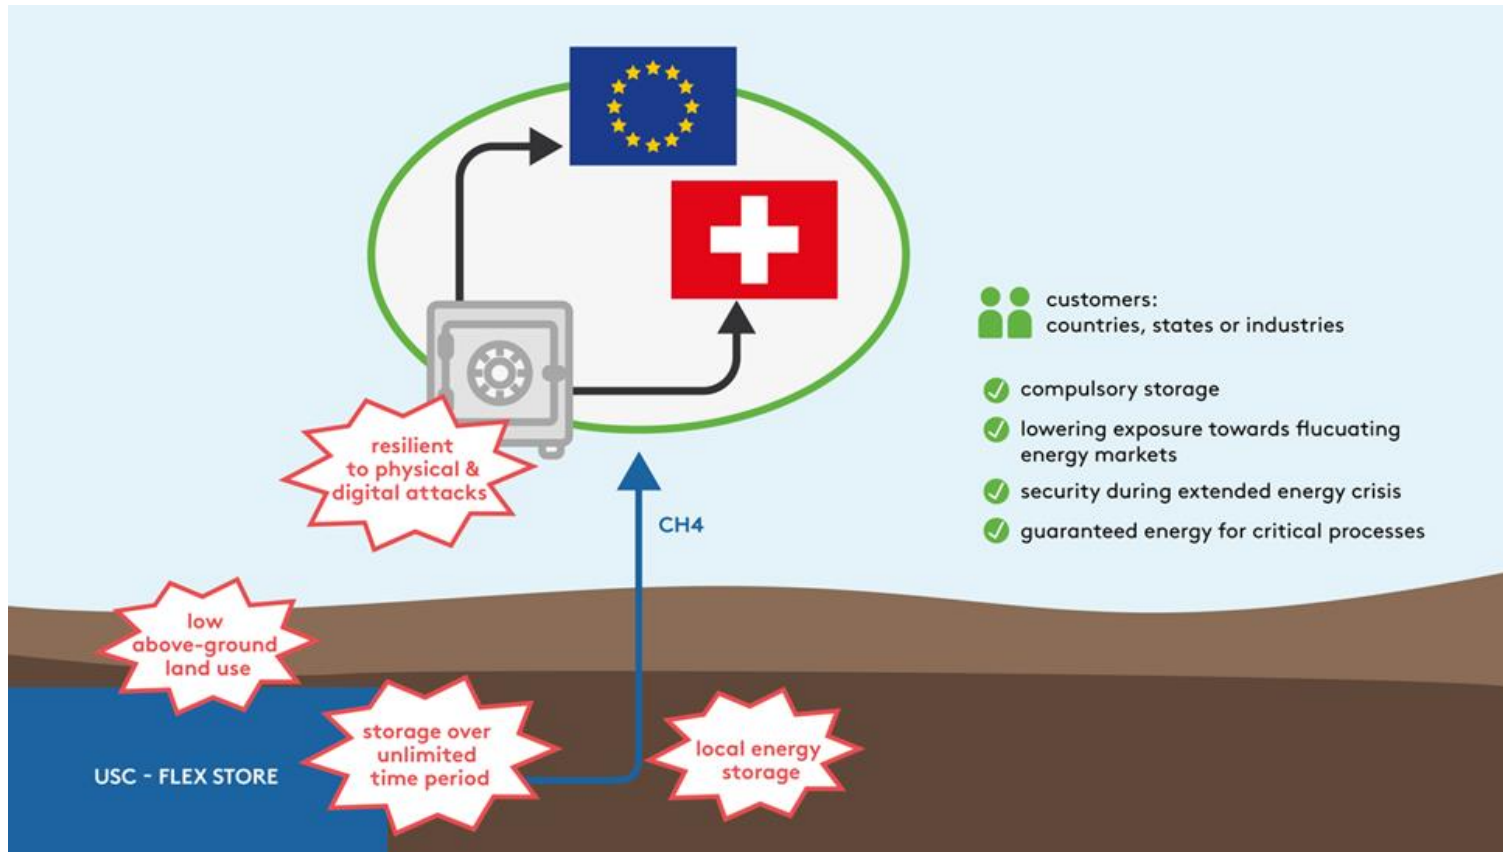 customers:
countries, states or industries
compulsory storage
lowering exposure towards flucuating
energy markets
security during extended energy crisis
guaranteed energy for critical processes
resilient
to physical &
digital attacks
CH4
low
above-ground
land use
storage over
unlimited
time period
local energy
storage
USC - FLEX STORE